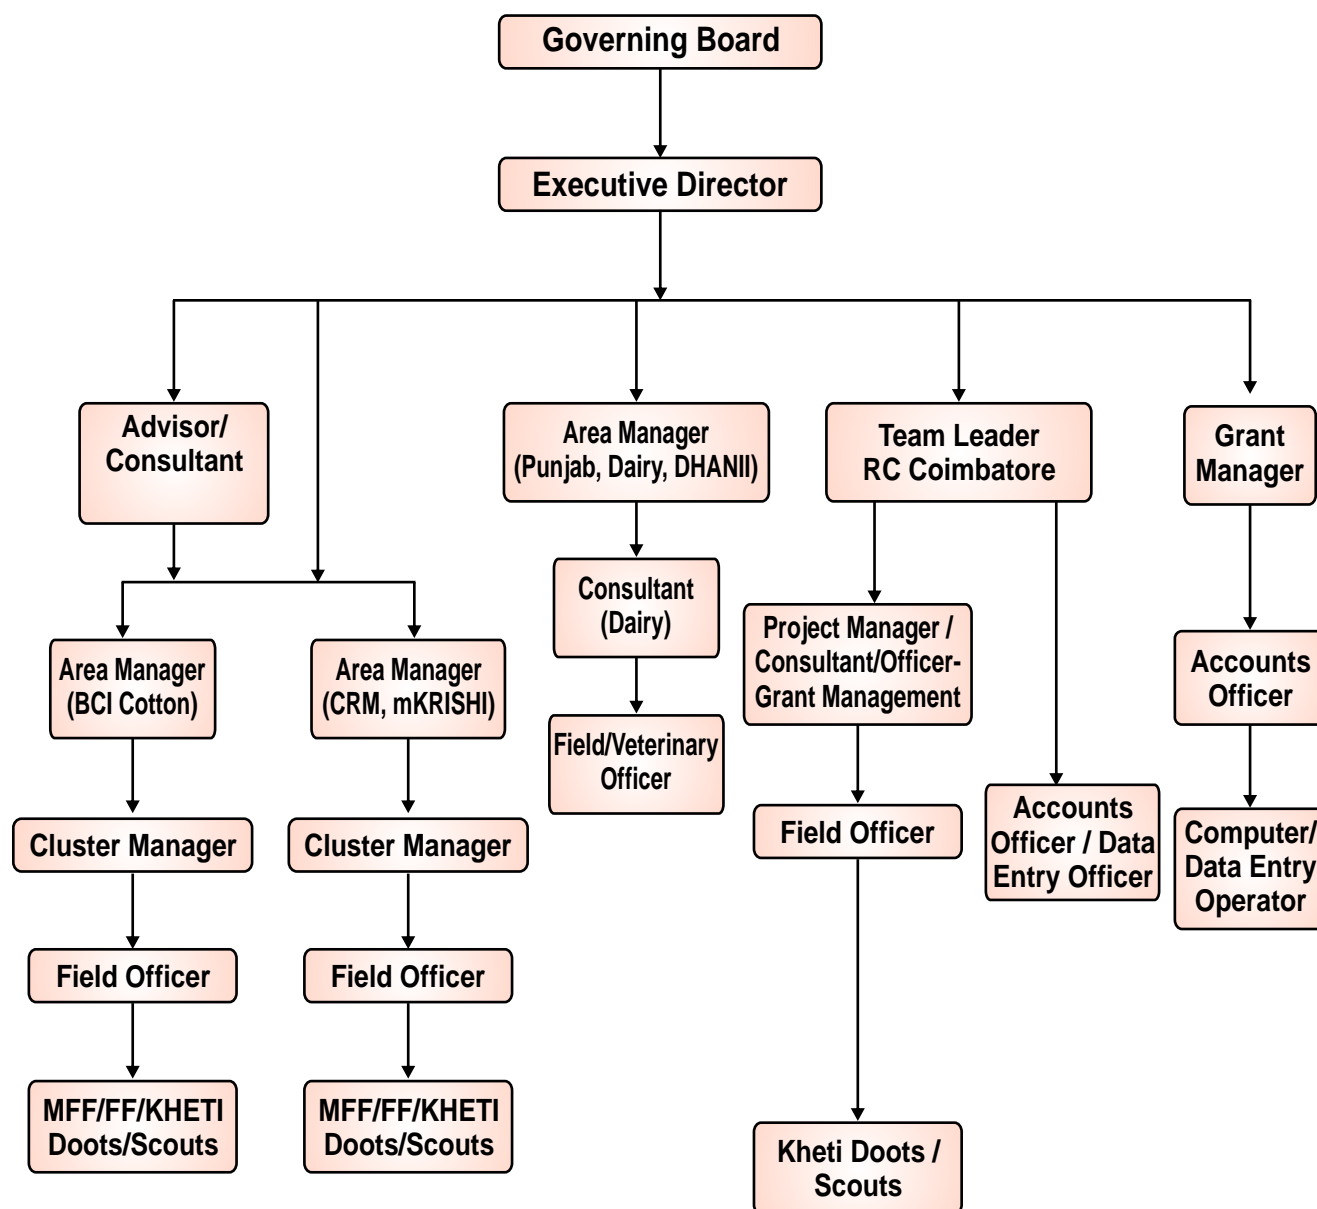 Governing Board
Executive Director
Advisor/
Consultant
Area Manager
(Punjab, Dairy, DHANII)
Team Leader
RC Coimbatore
Grant
Manager
Consultant
(Dairy)
Project Manager /
Consultant/Officer-
Grant Management
Area Manager
(BCI Cotton)
Area Manager
(CRM, mKRISHI)
Accounts
Officer
Field/Veterinary
Officer
Cluster Manager
Cluster Manager
Field Officer
Accounts
Officer / Data
Entry Officer
Computer/
Data Entry
Operator
Field Officer
Field Officer
MFF/FF/KHETI
Doots/Scouts
MFF/FF/KHETI
Doots/Scouts
Kheti Doots /
Scouts